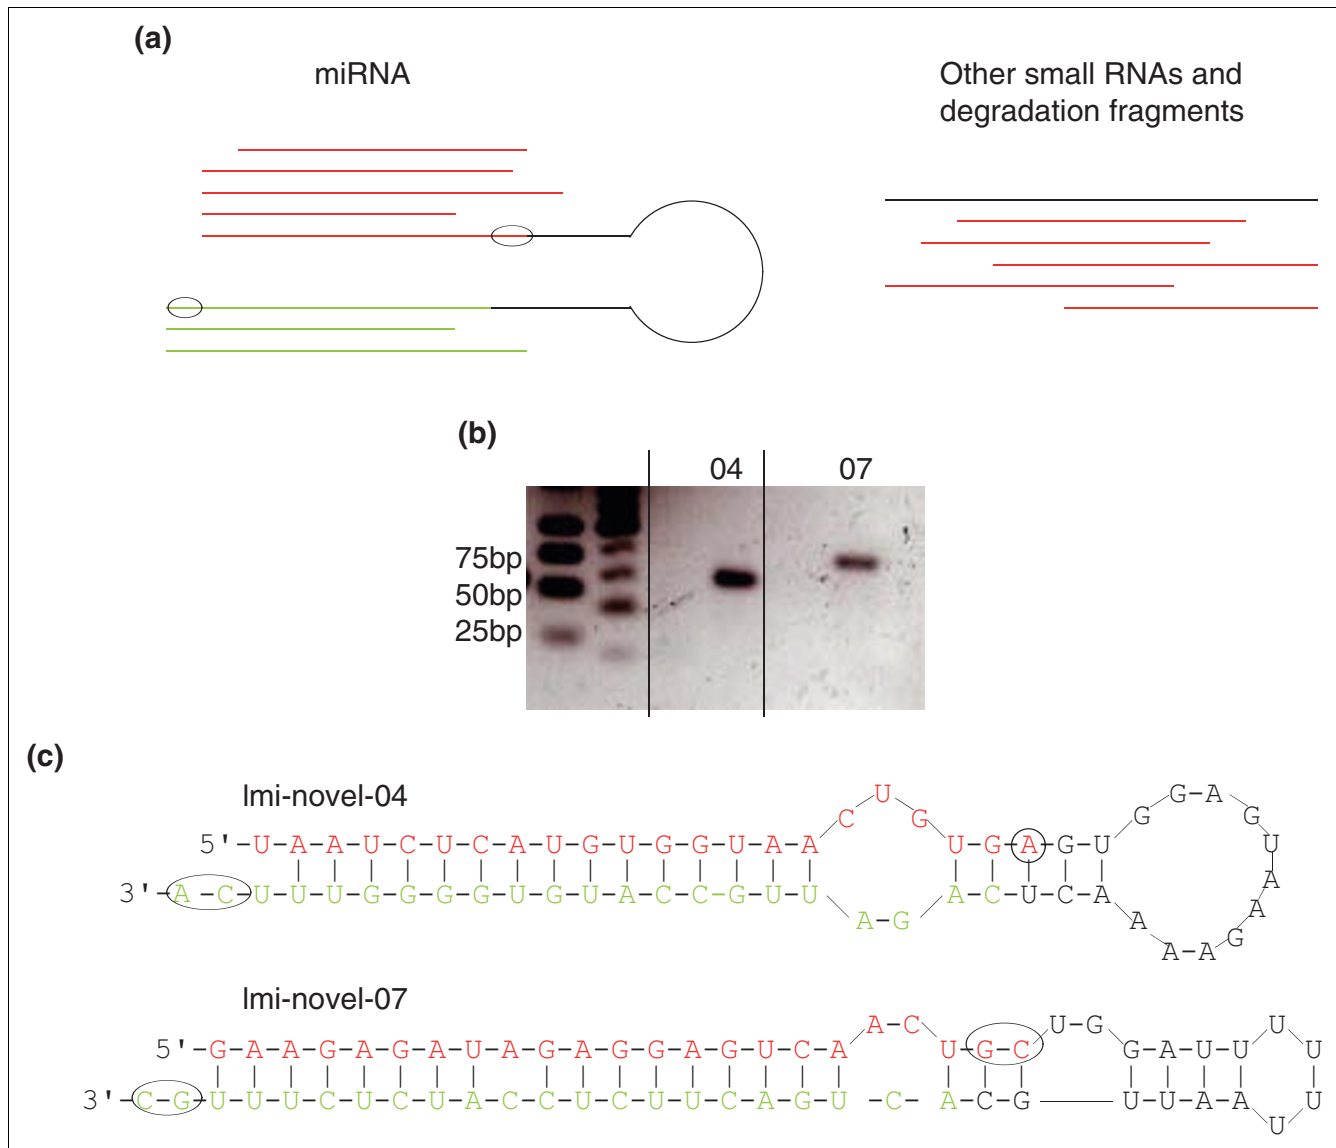 (a)
miRNA
Other small RNAs and
degradation fragments
(b)
04 07
75bp
50bp
25bp
(c)
lmi-novel-04
5'-U-A-A-U-C-U-C-A-U-G-U-G-G-U-A-A C U G U-G-A-G-U G G-A G U A A G A-A A A
3'-A-C-U-U-U-G-G-G-G-U-G-U-A-C-C-G-U-U A-G A-C-U-C-A
lmi-novel-07
5'-G-A-A-G-A-G-A-U-A-G-A-G-G-A-G-U-C-A A-C U-G-C U-G G-A-U-U U U U U
3'-C-G-U-U-U-C-U-C-U-A-C-C-U-C-U-U-C-A-G-U-C-A-C-G U-U-A-A